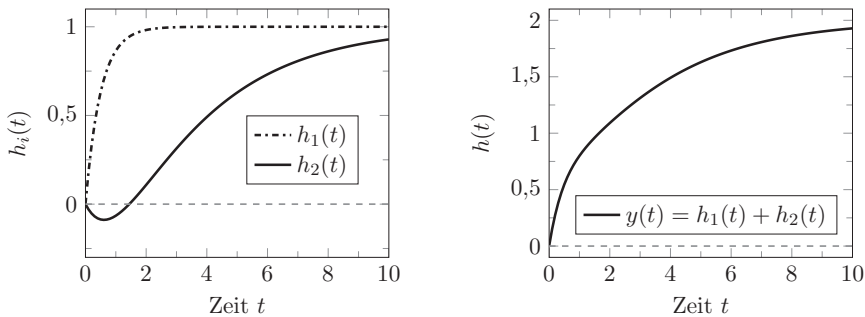 1
0,5
0
h_i(t)
h_1(t)
h_2(t)
0 2 4 6 8 10
Zeit t
2
1,5
1
0,5
0
h(t)
y(t) = h_1(t) + h_2(t)
0 2 4 6 8 10
Zeit t